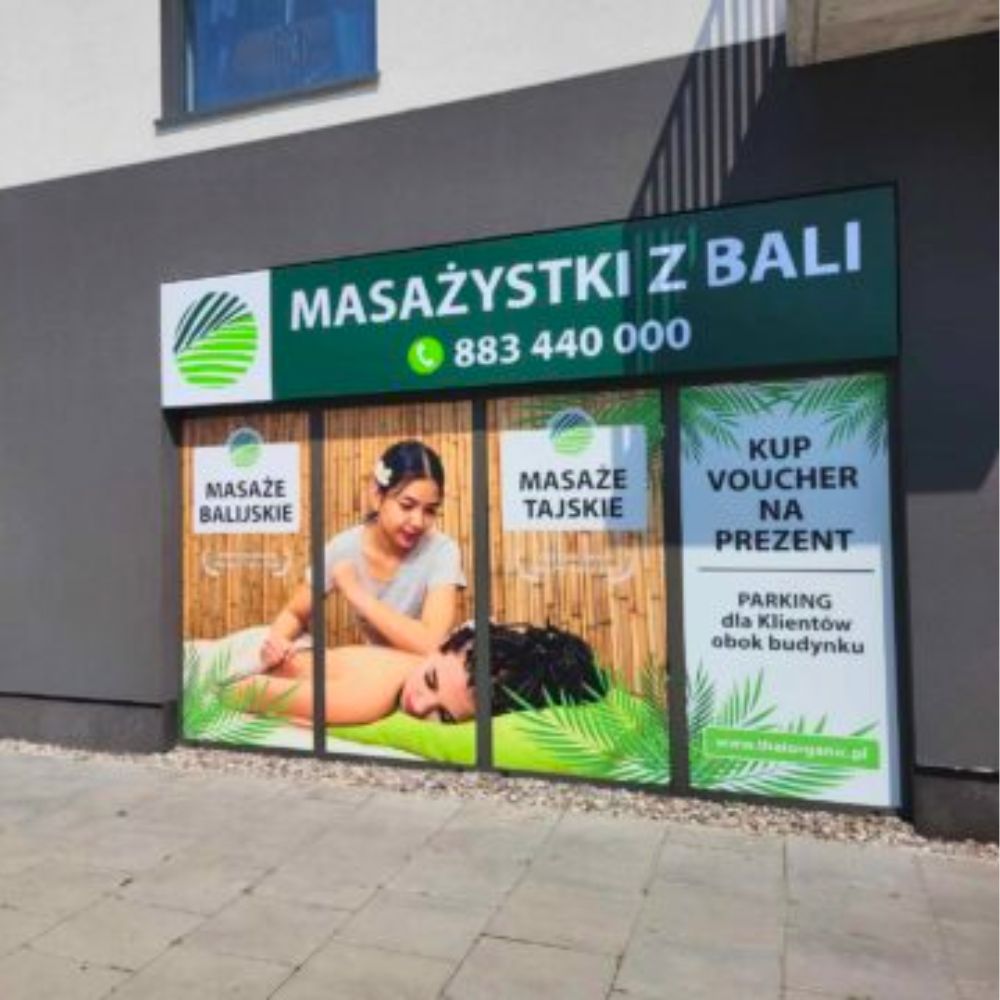 MASAŻYSTKI Z BALI
883 440 000
MASAŻE
BALIJSKIE
MASAŻE
TAJSKIE
KUP
VOUCHER
NA
PREZENT
PARKING
dla Klientów
obok budynku